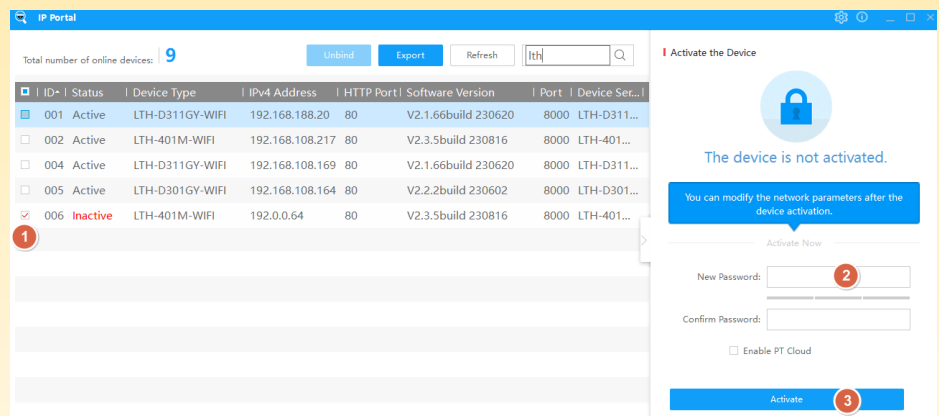 IP Portal
Total number of online devices: 9
Unbind Export Refresh lth
ID Status Device Type IPv4 Address HTTP Port Software Version Port Device Ser...
001 Active LTH-D311GY-WIFI 192.168.188.20 80 V2.1.66build 230620 8000 LTH-D311...
002 Active LTH-401M-WIFI 192.168.108.217 80 V2.3.5build 230816 8000 LTH-401...
004 Active LTH-D311GY-WIFI 192.168.108.169 80 V2.1.66build 230620 8000 LTH-D311...
005 Active LTH-D301GY-WIFI 192.168.108.164 80 V2.2.2build 230602 8000 LTH-D301...
006 Inactive LTH-401M-WIFI 192.0.0.64 80 V2.3.5build 230816 8000 LTH-401...
1
Activate the Device
The device is not activated.
You can modify the network parameters after the
device activation.
Activate Now
New Password: 2
Confirm Password:
Enable PT Cloud
Activate 3